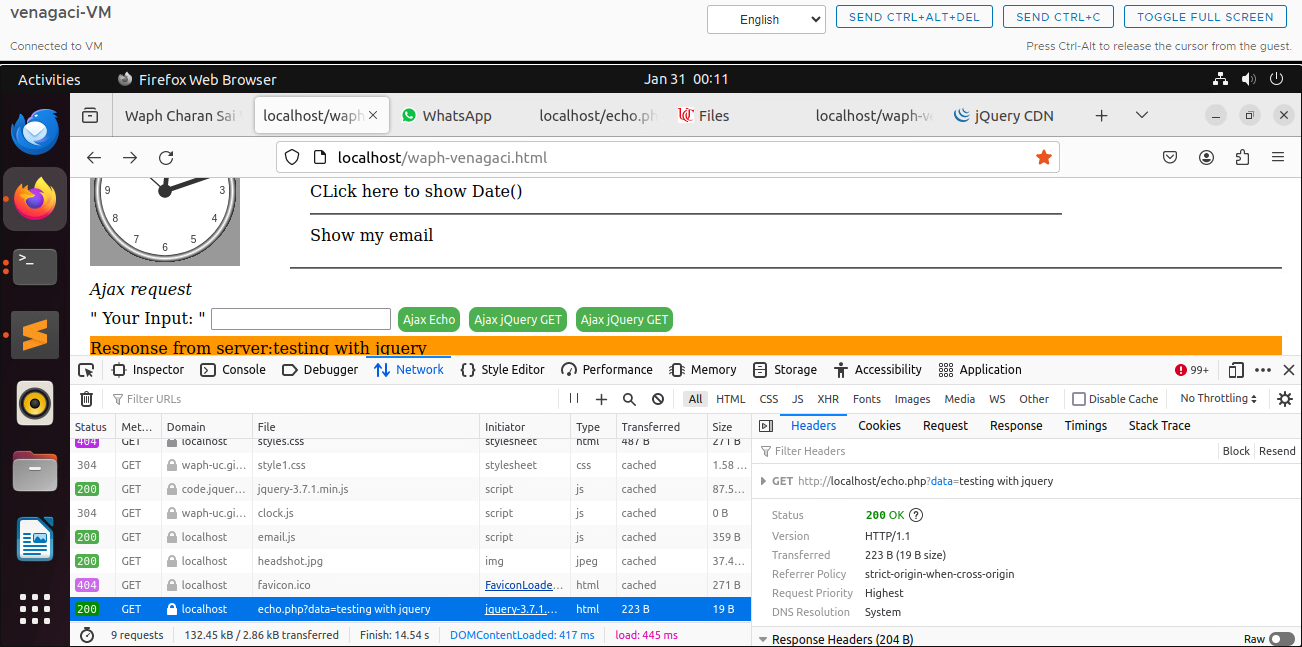 venagaci-VM
English
SEND CTRL+ALT+DEL
SEND CTRL+C
TOGGLE FULL SCREEN
Connected to VM
Press Ctrl-Alt to release the cursor from the guest.
Activities
Firefox Web Browser
Jan 31 00:11
Waph Charan Sai
localhost/waph
WhatsApp
localhost/echo.ph
Files
localhost/waph-v
jQuery CDN
localhost/waph-venagaci.html
9
3
8
4
7
6
5
CLick here to show Date()
Show my email
Ajax request
" Your Input: "
Ajax Echo
Ajax jQuery GET
Ajax jQuery GET
Response from server:testing with jquery
Inspector
Console
Debugger
Network
Style Editor
Performance
Memory
Storage
Accessibility
Application
99+
Filter URLs
All HTML CSS JS XHR Fonts Images Media WS Other
Disable Cache
No Throttling
Status Met... Domain File Initiator Type Transferred Size
404 GET localhost styles.css stylesheet html 487 B 271 B
304 GET waph-uc.gi... style1.css stylesheet css cached 1.58 ...
200 GET code.jquer... jquery-3.7.1.min.js script js cached 87.5...
304 GET waph-uc.gi... clock.js script js cached 0 B
200 GET localhost email.js script js cached 359 B
200 GET localhost headshot.jpg img jpeg cached 37.4...
404 GET localhost favicon.ico FaviconLoade... html cached 271 B
200 GET localhost echo.php?data=testing with jquery jquery-3.7.1.... html 223 B 19 B
9 requests
132.45 kB / 2.86 kB transferred
Finish: 14.54 s
DOMContentLoaded: 417 ms
load: 445 ms
Headers Cookies Request Response Timings Stack Trace
Filter Headers
Block
Resend
GET http://localhost/echo.php?data=testing with jquery
Status 200 OK ?
Version HTTP/1.1
Transferred 223 B (19 B size)
Referrer Policy strict-origin-when-cross-origin
Request Priority Highest
DNS Resolution System
Response Headers (204 B)
Raw